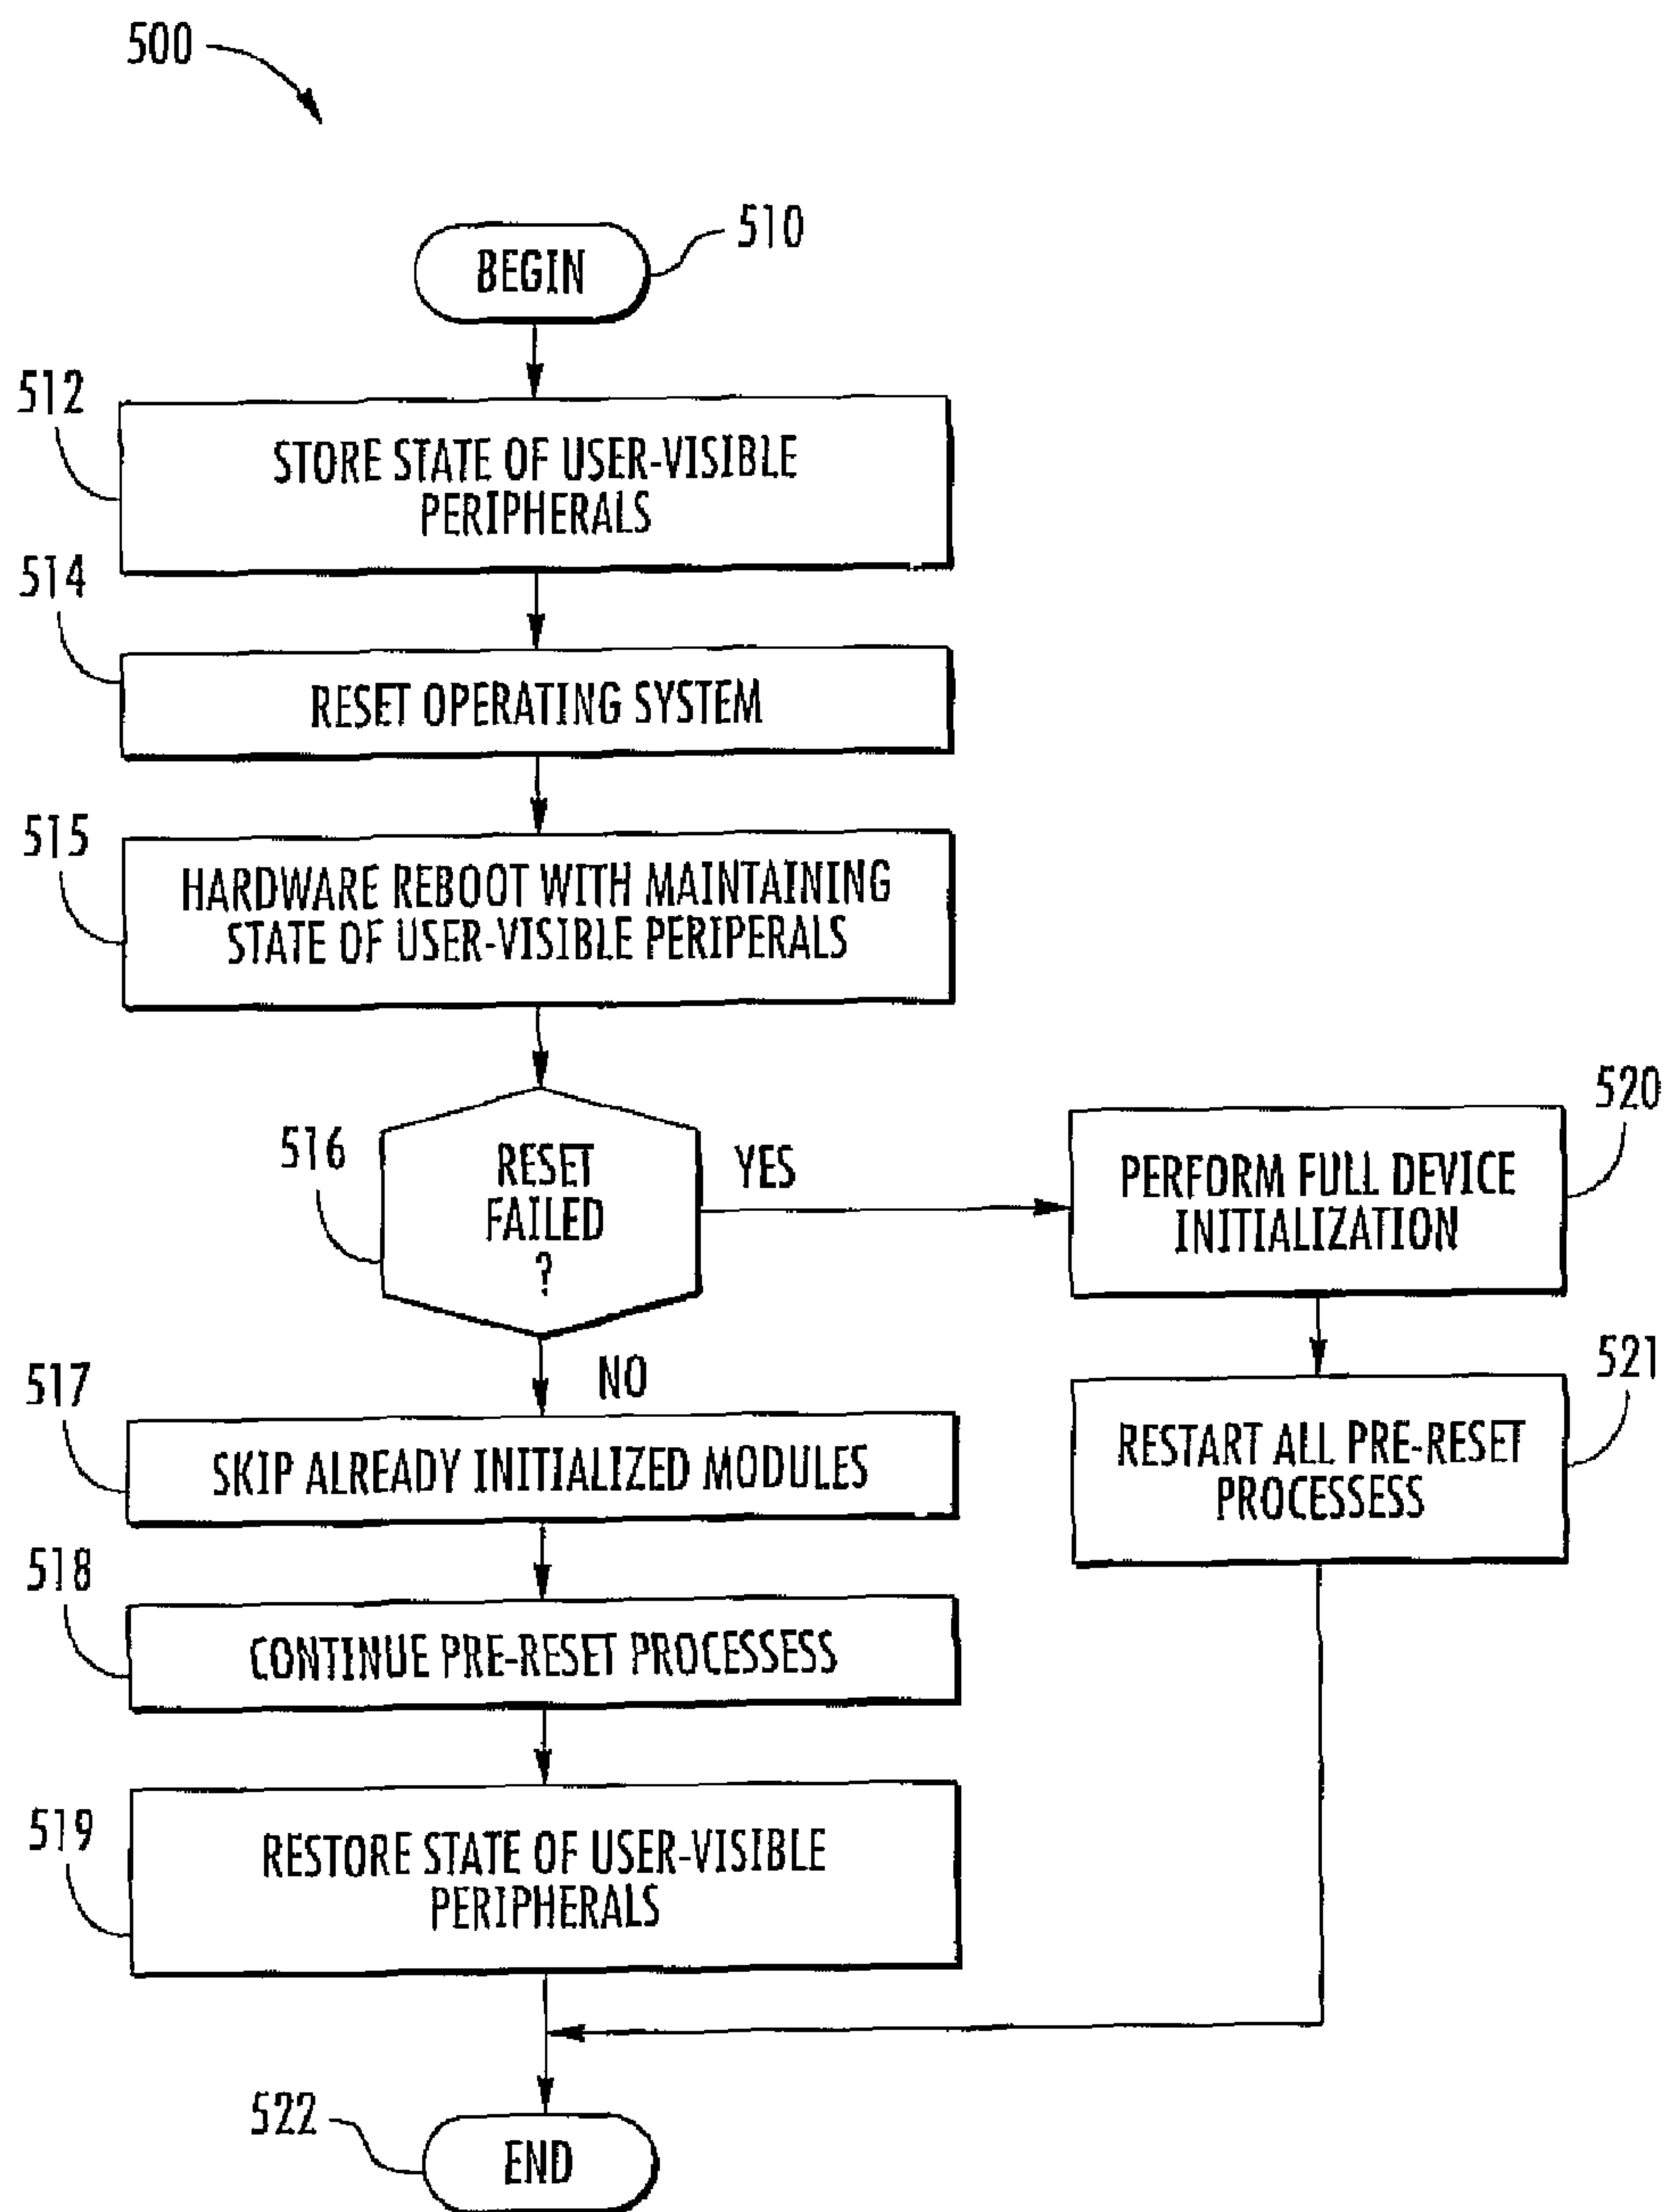 500
BEGIN
510
512
STORE STATE OF USER-VISIBLE
PERIPHERALS
514
RESET OPERATING SYSTEM
515
HARDWARE REBOOT WITH MAINTAINING
STATE OF USER-VISIBLE PERIPERALS
516
RESET
FAILED
?
YES
520
PERFORM FULL DEVICE
INITIALIZATION
NO
517
SKIP ALREADY INITIALIZED MODULES
521
RESTART ALL PRE-RESET
PROCESSESS
518
CONTINUE PRE-RESET PROCESSESS
519
RESTORE STATE OF USER-VISIBLE
PERIPHERALS
522
END